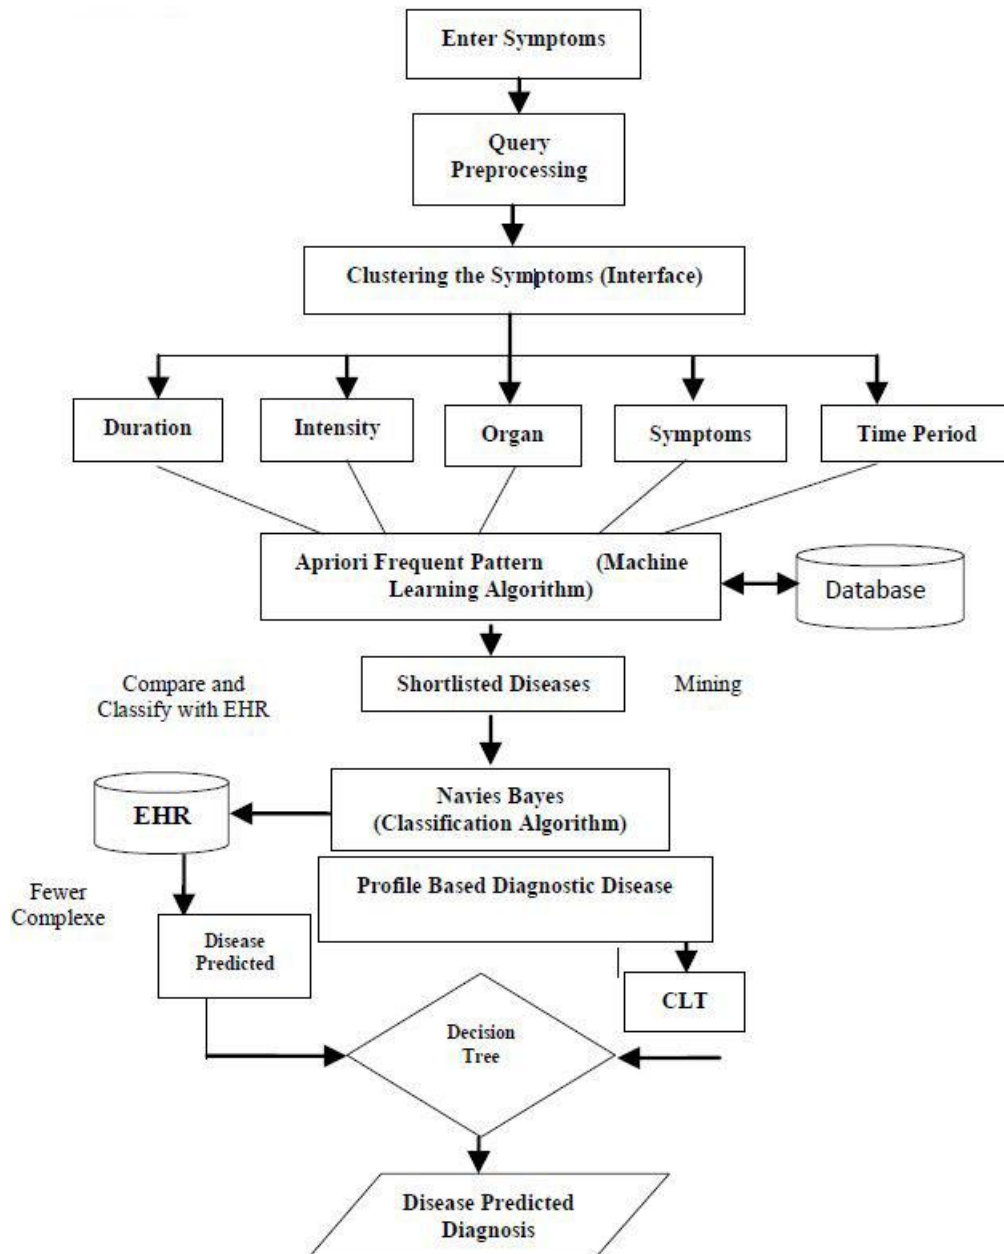 Enter Symptoms
Query
Preprocessing
Clustering the Symptoms (Interface)
Duration
Intensity
Organ
Symptoms
Time Period
Apriori Frequent Pattern (Machine
Learning Algorithm)
Database
Shortlisted Diseases
Compare and
Classify with EHR
Mining
Navies Bayes
(Classification Algorithm)
EHR
Profile Based Diagnostic Disease
Fewer
Complexe
Disease
Predicted
CLT
Decision
Tree
Disease Predicted
Diagnosis